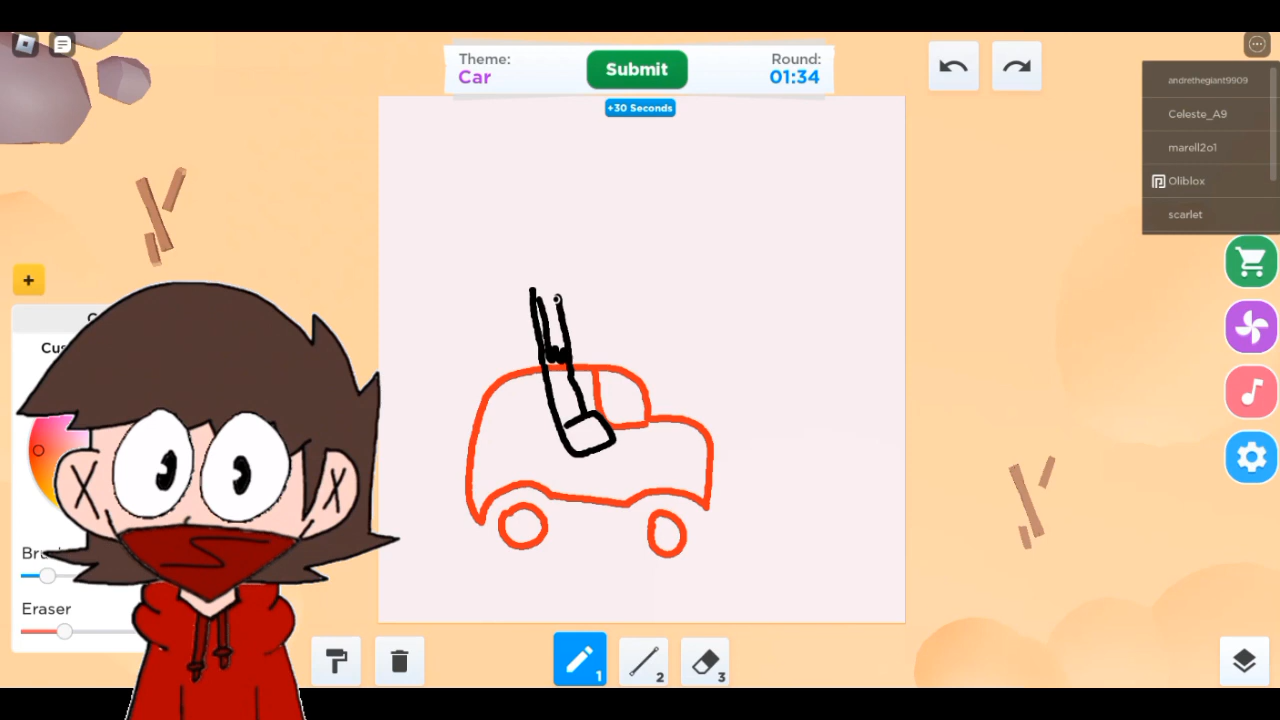 Theme:
Car
Submit
Round:
01:34
+30 Seconds
andrethegiant9909
Celeste_A9
marell2o1
Oliblox
scarlet
+
Eraser
1
2
3